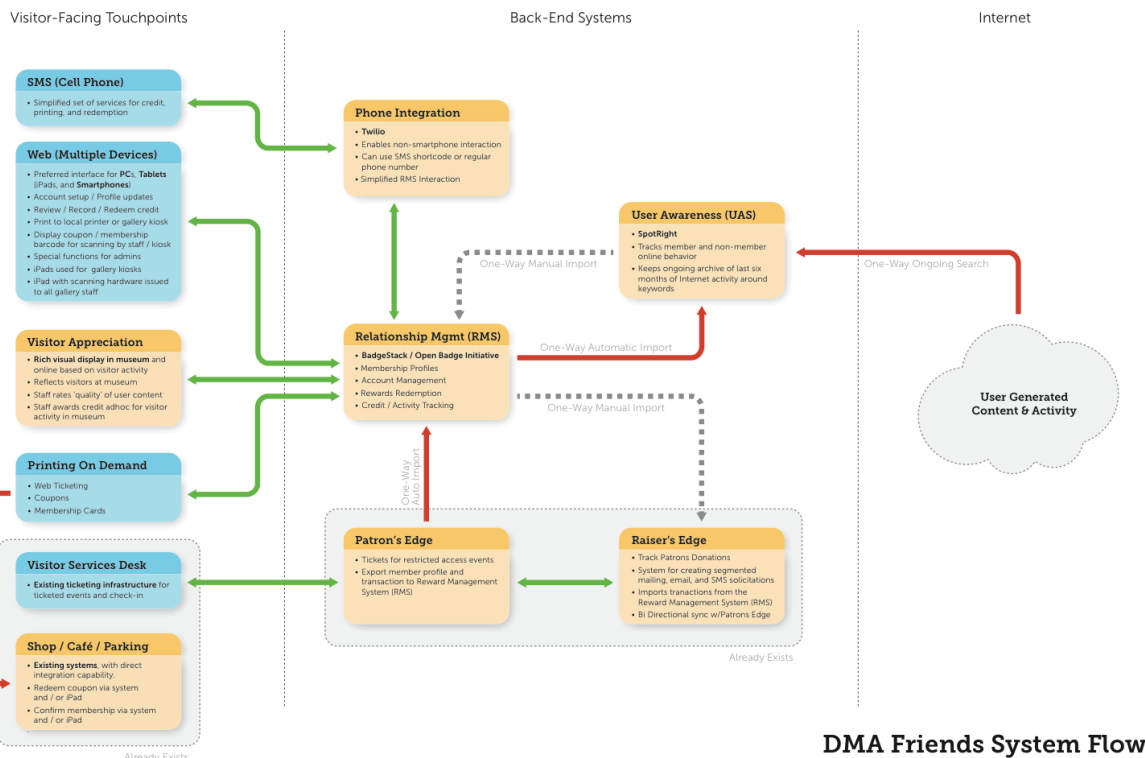 Visitor-Facing Touchpoints
Back-End Systems
Internet
SMS (Cell Phone)
• Simplified set of services for credit,
printing, and redemption
Web (Multiple Devices)
• Preferred interface for PCs, Tablets
(iPads, and Smartphones)
• Account setup / Profile updates
• Review / Record / Redeem credit
• Print to local printer or gallery kiosk
• Display coupon / membership
barcode for scanning by staff / kiosk
• Special functions for admins
• iPads used for gallery kiosks
• iPad with scanning hardware issued
to all gallery staff
Visitor Appreciation
• Rich visual display in museum and
online based on visitor activity
• Reflects visitors at museum
• Staff rates 'quality' of user content
• Staff awards credit adhoc for visitor
activity in museum
Printing On Demand
• Web Ticketing
• Coupons
• Membership Cards
Visitor Services Desk
• Existing ticketing infrastructure for
ticketed events and check-in
Shop / Café / Parking
• Existing systems, with direct
integration capability.
• Redeem coupon via system
and / or iPad
• Confirm membership via system
and / or iPad
Already Exists
Phone Integration
• Twilio
• Enables non-smartphone interaction
• Can use SMS shortcode or regular
phone number
• Simplified RMS Interaction
User Awareness (UAS)
• SpotRight
• Tracks member and non-member
online behavior
• Keeps ongoing archive of last six
months of Internet activity around
keywords
One-Way Manual Import
One-Way Ongoing Search
Relationship Mgmt (RMS)
• BadgeStack / Open Badge Initiative
• Membership Profiles
• Account Management
• Rewards Redemption
• Credit / Activity Tracking
One-Way Automatic Import
One-Way Manual Import
User Generated
Content & Activity
One-Way
Auto Import
Patron's Edge
• Tickets for restricted access events
• Export member profile and
transaction to Reward Management
System (RMS)
Raiser's Edge
• Track Patrons Donations
• System for creating segmented
mailing, email, and SMS solicitations
• Imports tranactions from the
Reward Management System (RMS)
• Bi Directional sync w/Patrons Edge
Already Exists
DMA Friends System Flow